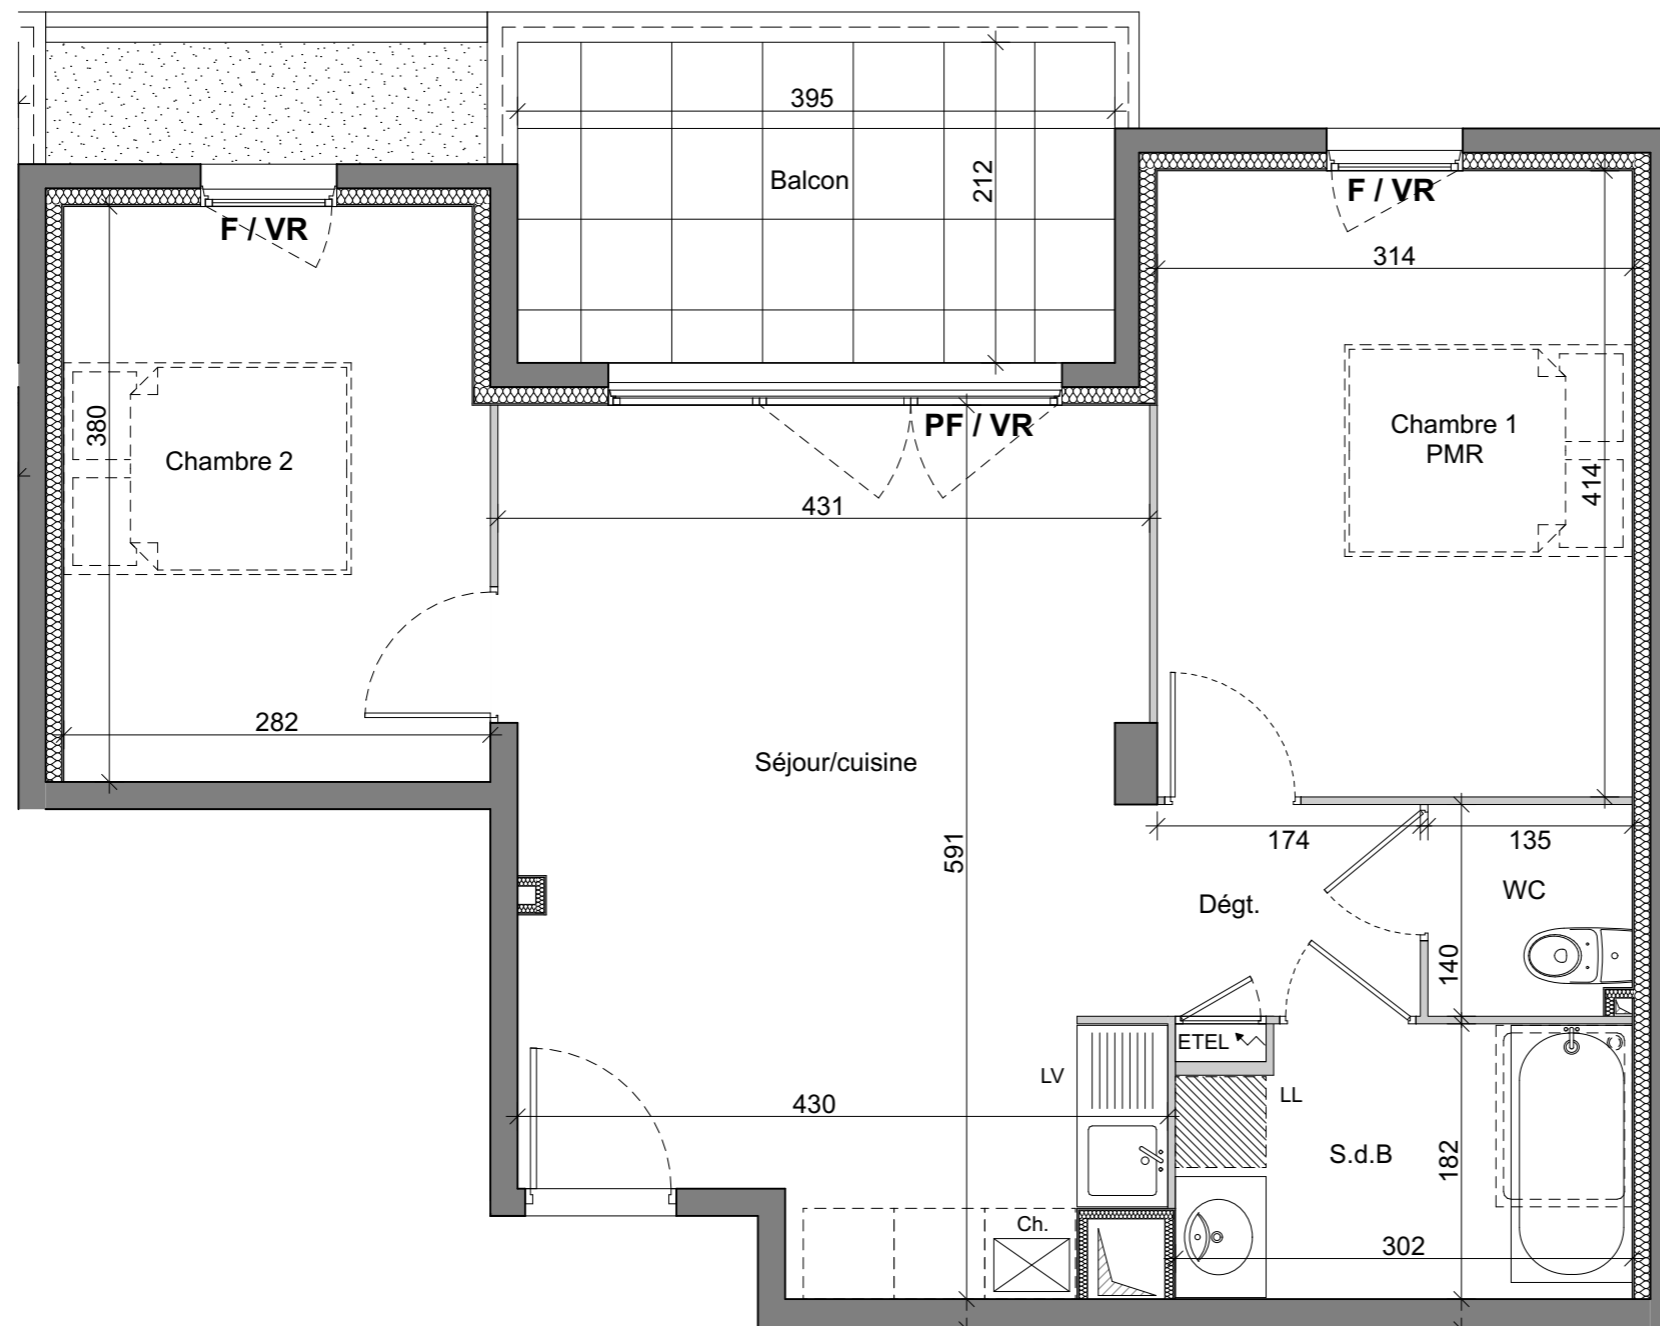 395
Balcon
212
F / VR
F / VR
314
380
Chambre 2
PF / VR
Chambre 1
PMR
414
431
282
Séjour/cuisine
591
174
135
WC
Dégt.
140
ETEL
LV
LL
430
S.d.B
182
Ch.
302